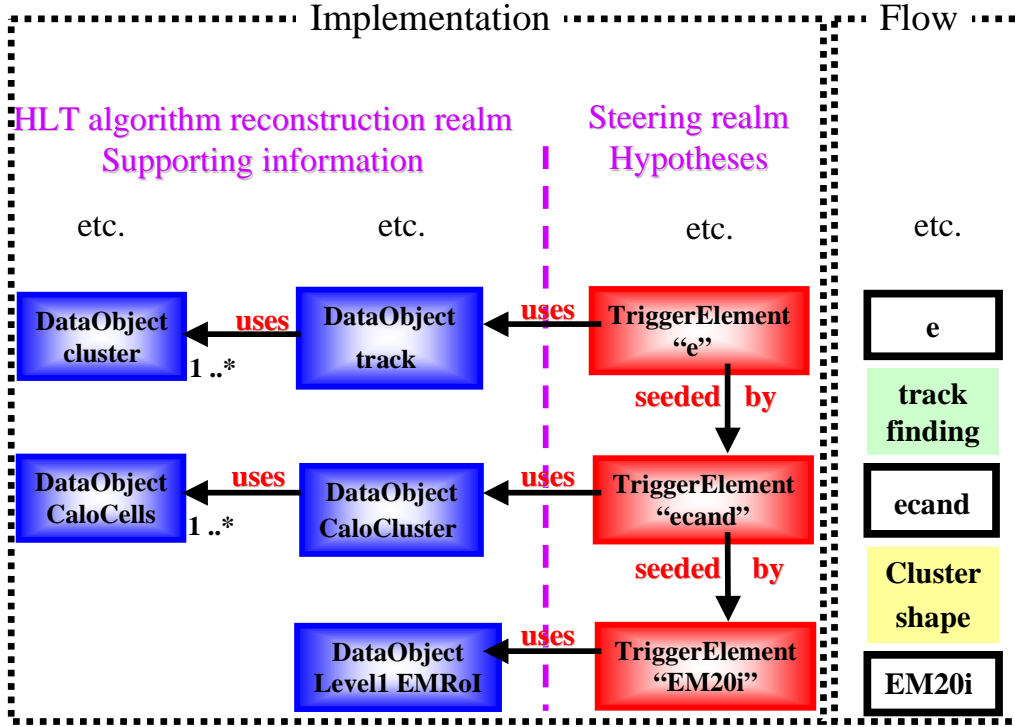 Implementation
Flow
HLT algorithm reconstruction realm
Supporting information
Steering realm
Hypotheses
etc.
etc.
etc.
etc.
DataObject
cluster
uses
1 ..*
DataObject
track
uses
TriggerElement
“e”
e
seeded by
track
finding
DataObject
CaloCells
uses
1 ..*
DataObject
CaloCluster
uses
TriggerElement
“ecand”
ecand
seeded by
Cluster
shape
DataObject
Level1 EMRoI
uses
TriggerElement
“EM20i”
EM20i